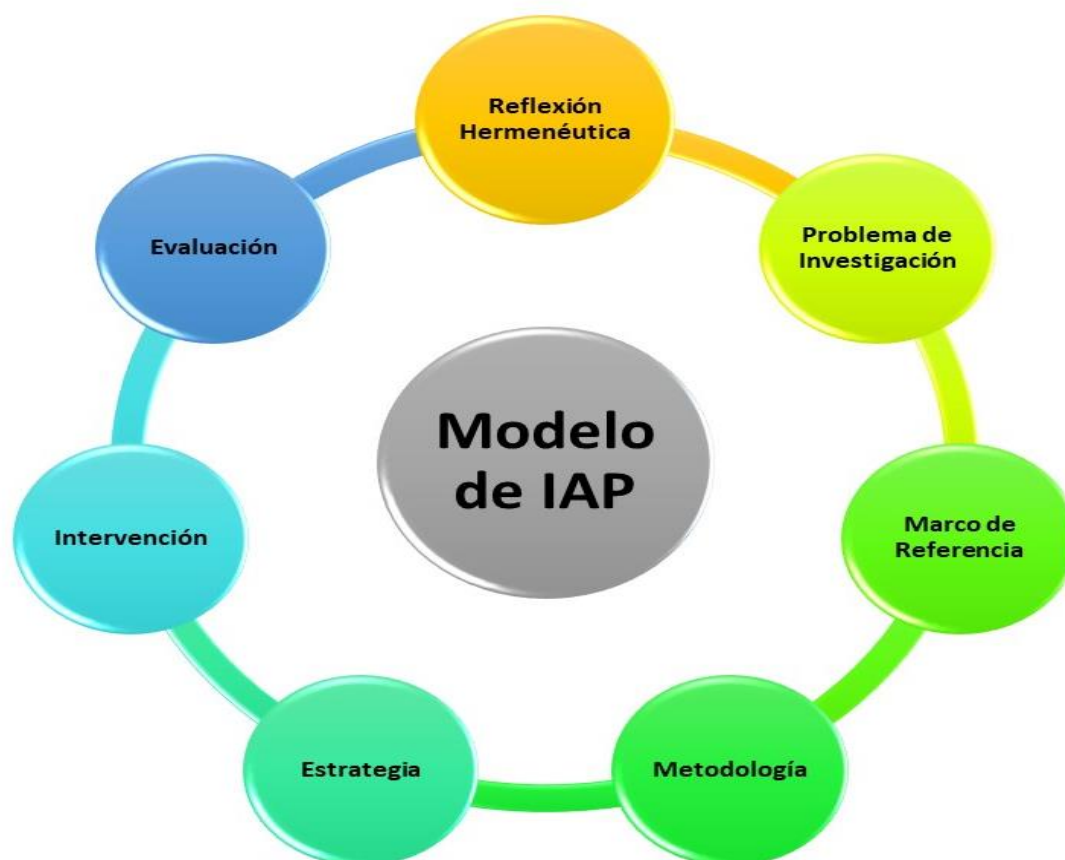 Reflexión
Hermenéutica
Problema de
Investigación
Marco de
Referencia
Metodología
Estrategia
Intervención
Evaluación
Modelo
de IAP